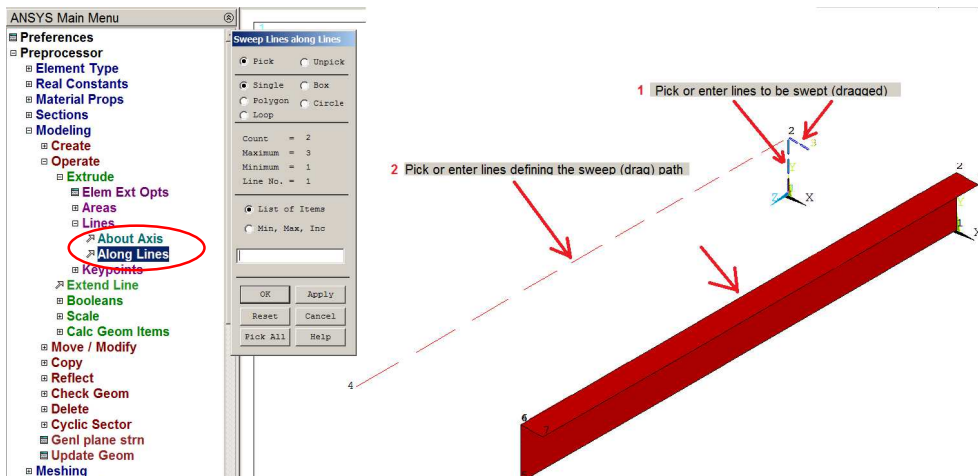 ANSYS Main Menu
Preferences
Preprocessor
Element Type
Real Constants
Material Props
Sections
Modeling
Create
Operate
Extrude
Elem Ext Opts
Areas
Lines
About Axis
Along Lines
Keypoints
Extend Line
Booleans
Scale
Calc Geom Items
Move / Modify
Copy
Reflect
Check Geom
Delete
Cyclic Sector
Genl plane strn
Update Geom
Meshing
Sweep Lines along Lines
Pick Unpick
Single Box
Polygon Circle
Loop
Count = 2
Maximum = 3
Minimum = 1
Line No. = 1
List of Items
Min, Max, Inc
OK Apply
Reset Cancel
Pick All Help
1 Pick or enter lines to be swept (dragged)
2
3
Y
Z X
2 Pick or enter lines defining the sweep (drag) path
4
2
Y
1
X
6
7